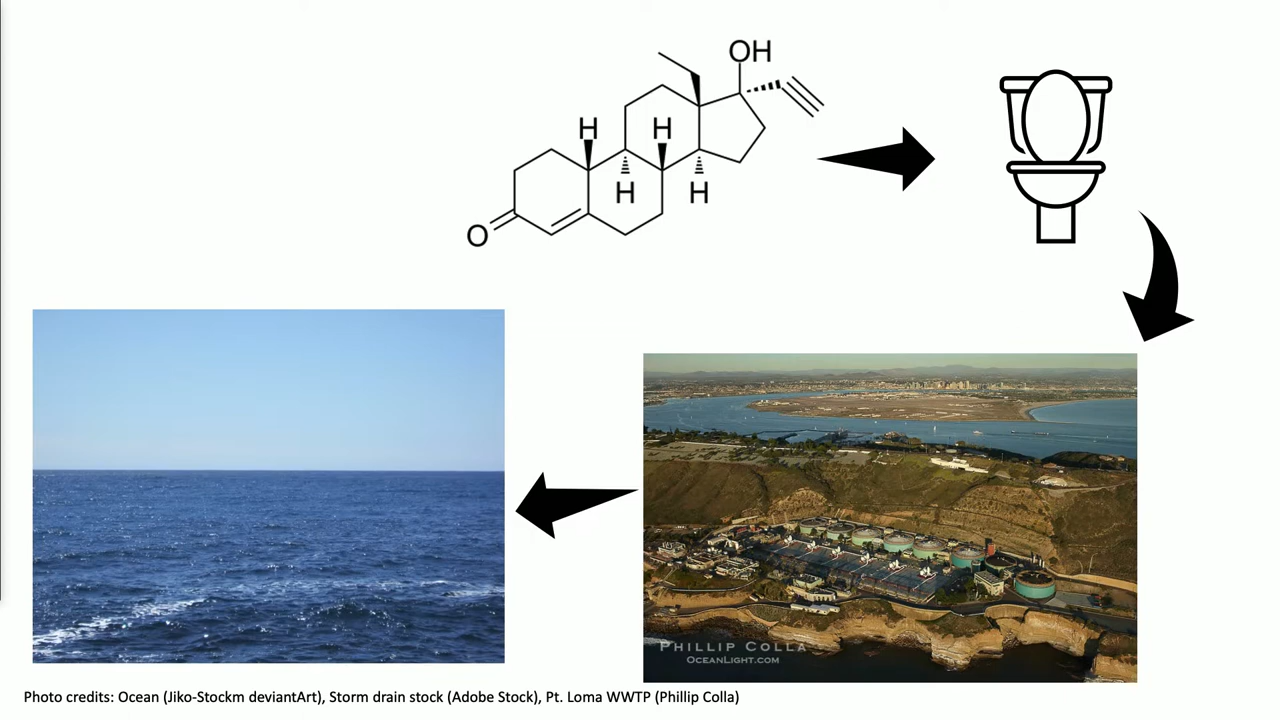 OH
H
H
H
H
O
PHILLIP COLLA
OCEANLIGHT.COM
Photo credits: Ocean (Jiko-Stockm deviantArt), Storm drain stock (Adobe Stock), Pt. Loma WWTP (Phillip Colla)